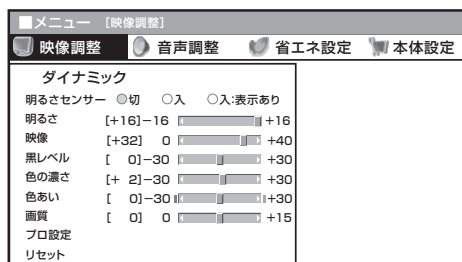 ■メニュー [映像調整]
映像調整 音声調整 省エネ設定 本体設定
ダイナミック
明るさセンサー ◎切 ○入 ○入:表示あり
明るさ [+16]−16 +16
映像 [+32] 0 +40
黒レベル [ 0]−30 +30
色の濃さ [+ 2]−30 +30
色あい [ 0]−30 +30
画質 [ 0] 0 +15
プロ設定
リセット